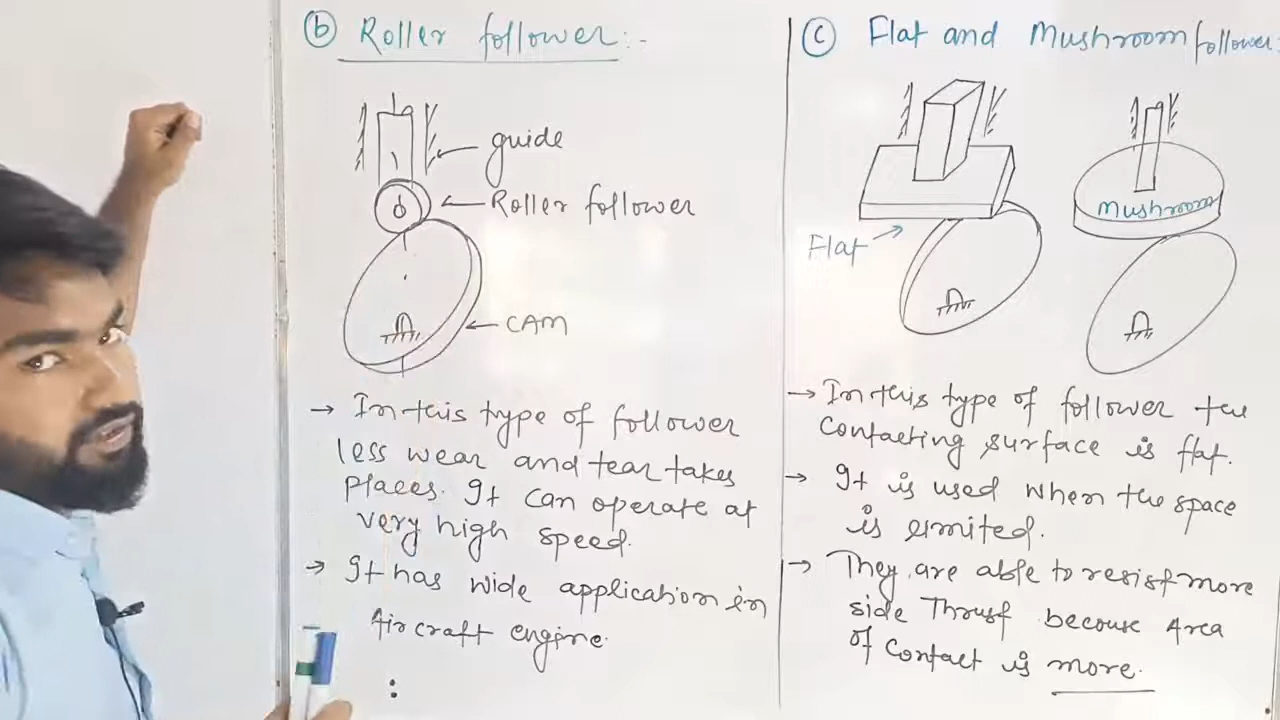 b Roller follower:-
guide
Roller follower
CAM
→ In this type of follower
less wear and tear takes
places. It can operate at
very high speed.
→ It has wide application in
Aircraft engine.
c Flat and Mushroom follower:
Flat
Mushroom
→ In this type of follower the
Contacting surface is flat.
→ It is used when the space
is limited.
→ They are able to resist more
side Thrust becouse Area
of Contact is more.